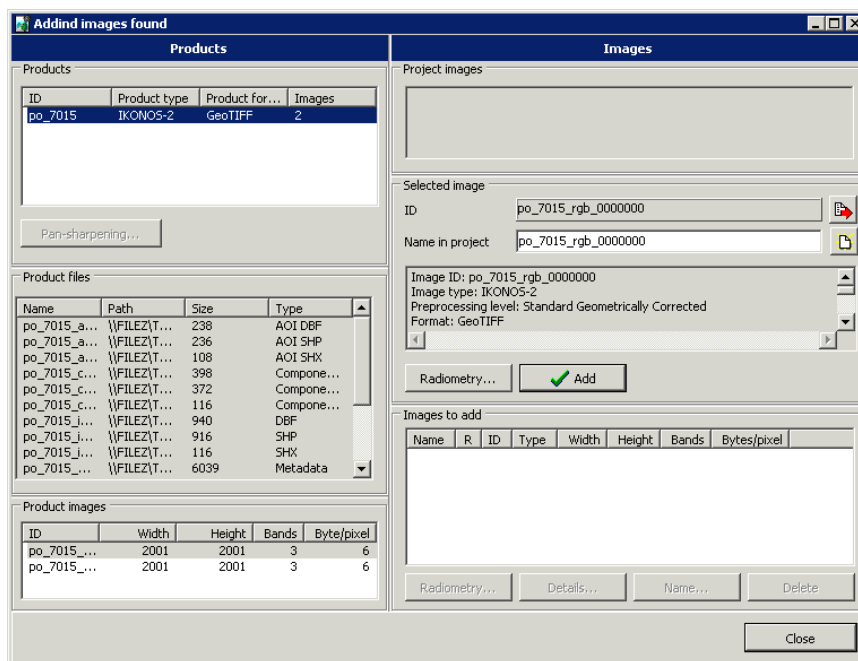 Addind images found
Products
Images
Products
ID Product type Product for... Images
po_7015 IKONOS-2 GeoTIFF 2
Pan-sharpening...
Product files
Name Path Size Type
po_7015_a... \\FILEZ\T... 238 AOI DBF
po_7015_a... \\FILEZ\T... 236 AOI SHP
po_7015_a... \\FILEZ\T... 108 AOI SHX
po_7015_c... \\FILEZ\T... 398 Compone...
po_7015_c... \\FILEZ\T... 372 Compone...
po_7015_c... \\FILEZ\T... 116 Compone...
po_7015_i... \\FILEZ\T... 940 DBF
po_7015_i... \\FILEZ\T... 916 SHP
po_7015_i... \\FILEZ\T... 116 SHX
po_7015_... \\FILEZ\T... 6039 Metadata
Product images
ID Width Height Bands Byte/pixel
po_7015_... 2001 2001 3 6
po_7015_... 2001 2001 3 6
Project images
Selected image
ID po_7015_rgb_0000000
Name in project po_7015_rgb_0000000
Image ID: po_7015_rgb_0000000
Image type: IKONOS-2
Preprocessing level: Standard Geometrically Corrected
Format: GeoTIFF
Radiometry... Add
Images to add
Name R ID Type Width Height Bands Bytes/pixel
Radiometry... Details... Name... Delete
Close